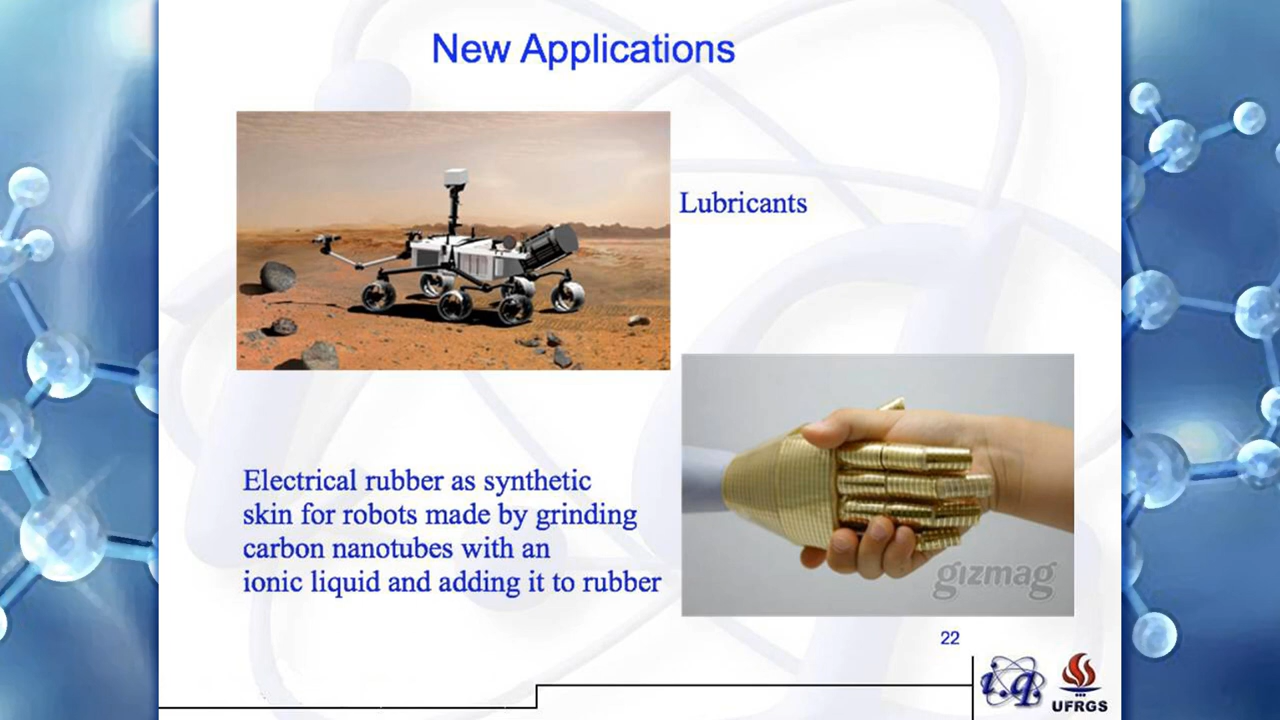 New Applications
Lubricants
Electrical rubber as synthetic
skin for robots made by grinding
carbon nanotubes with an
ionic liquid and adding it to rubber
gizmag
22
i.q.
UFRGS